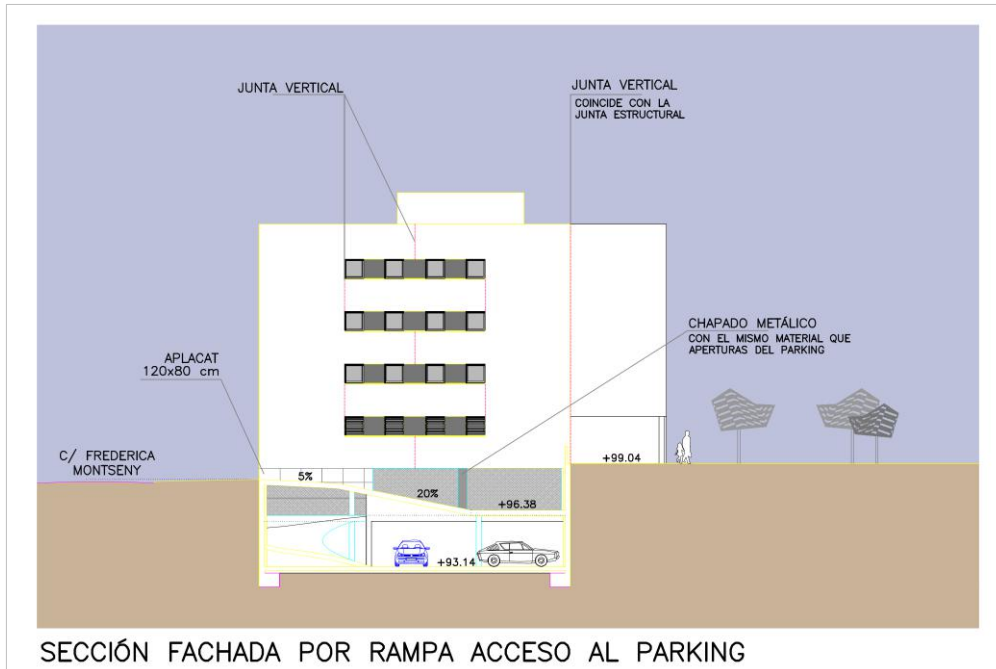 JUNTA VERTICAL
JUNTA VERTICAL
COINCIDE CON LA
JUNTA ESTRUCTURAL
CHAPADO METÁLICO
CON EL MISMO MATERIAL QUE
APERTURAS DEL PARKING
APLACAT
120x80 cm
C/ FREDERICA
MONTSENY
+99.04
5%
20%
+96.38
+93.14
SECCIÓN FACHADA POR RAMPA ACCESO AL PARKING